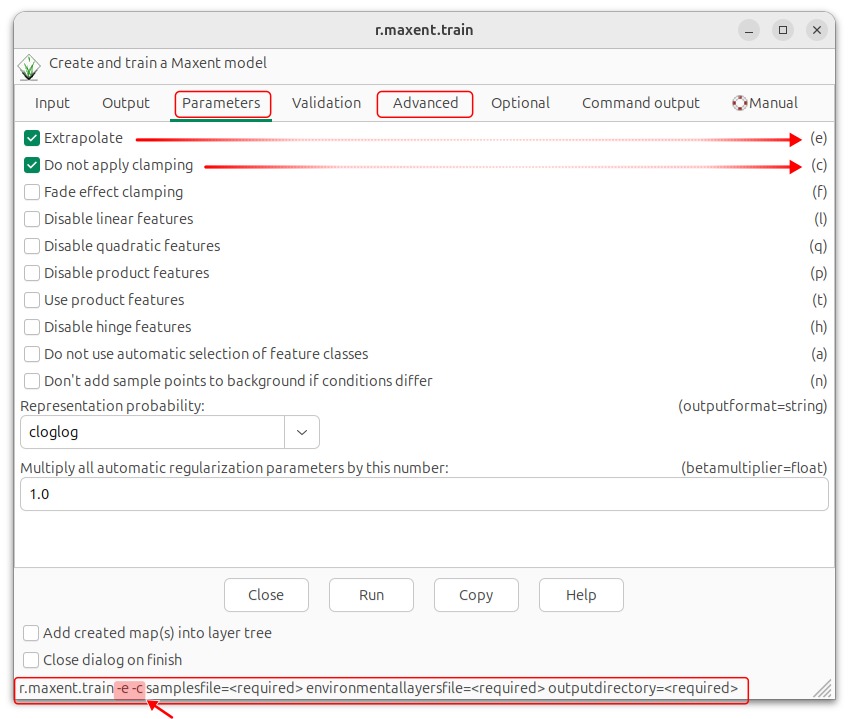 r.maxent.train
Create and train a Maxent model
Input Output Parameters Validation Advanced Optional Command output Manual
Extrapolate (e)
Do not apply clamping (c)
Fade effect clamping (f)
Disable linear features (l)
Disable quadratic features (q)
Disable product features (p)
Use product features (t)
Disable hinge features (h)
Do not use automatic selection of feature classes (a)
Don't add sample points to background if conditions differ (n)
Representation probability: (outputformat=string)
cloglog
Multiply all automatic regularization parameters by this number: (betamultiplier=float)
1.0
Close Run Copy Help
Add created map(s) into layer tree
Close dialog on finish
r.maxent.train -e -c samplesfile=<required> environmentallayersfile=<required> outputdirectory=<required>